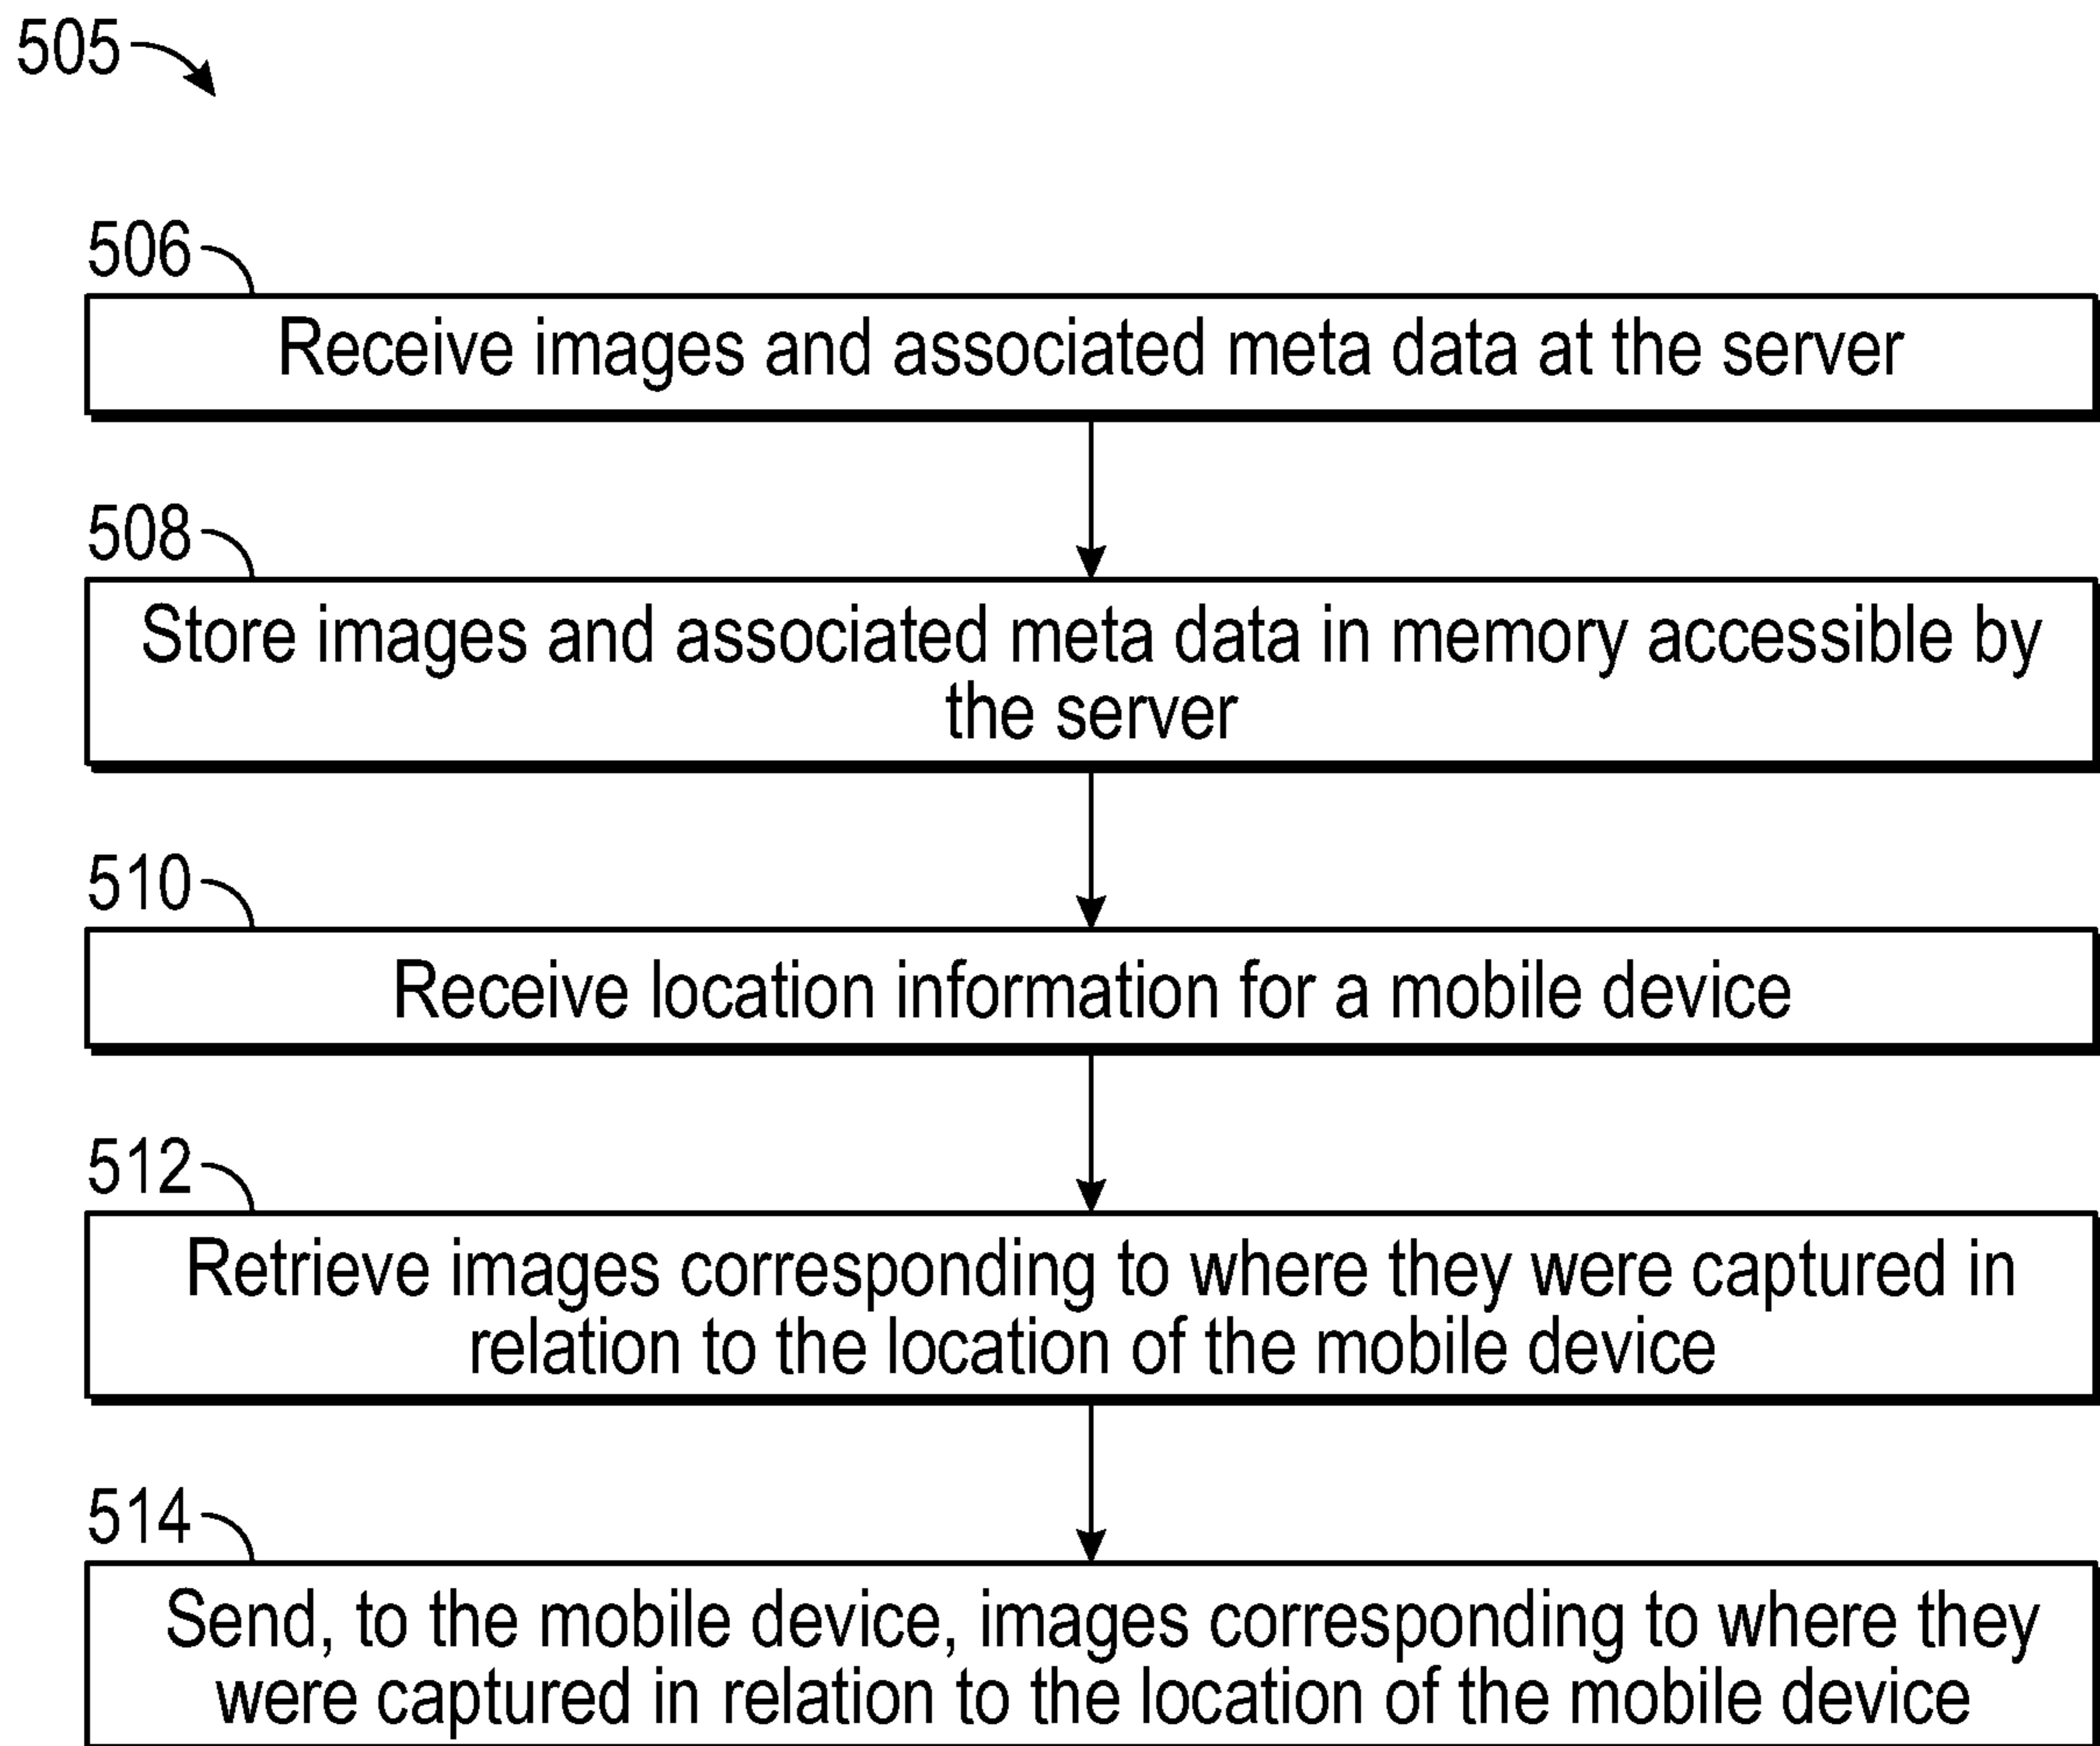 505
506
Receive images and associated meta data at the server
508
Store images and associated meta data in memory accessible by
the server
510
Receive location information for a mobile device
512
Retrieve images corresponding to where they were captured in
relation to the location of the mobile device
514
Send, to the mobile device, images corresponding to where they
were captured in relation to the location of the mobile device